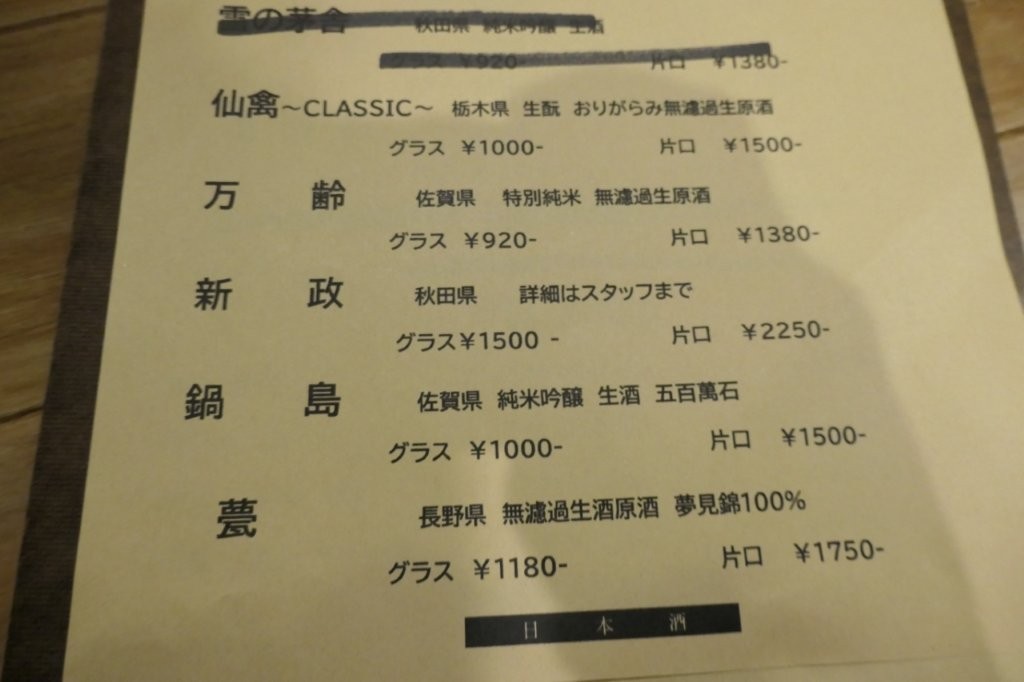 雪の茅舎 秋田県 純米吟醸 生酒
グラス ¥920- 片口 ¥1380-
仙禽～CLASSIC～ 栃木県 生酛 おりがらみ無濾過生原酒
グラス ¥1000- 片口 ¥1500-
万 齢 佐賀県 特別純米 無濾過生原酒
グラス ¥920- 片口 ¥1380-
新 政 秋田県 詳細はスタッフまで
グラス¥1500 - 片口 ¥2250-
鍋 島 佐賀県 純米吟醸 生酒 五百萬石
グラス ¥1000- 片口 ¥1500-
甍 長野県 無濾過生酒原酒 夢見錦100%
グラス ¥1180- 片口 ¥1750-
日 本 酒